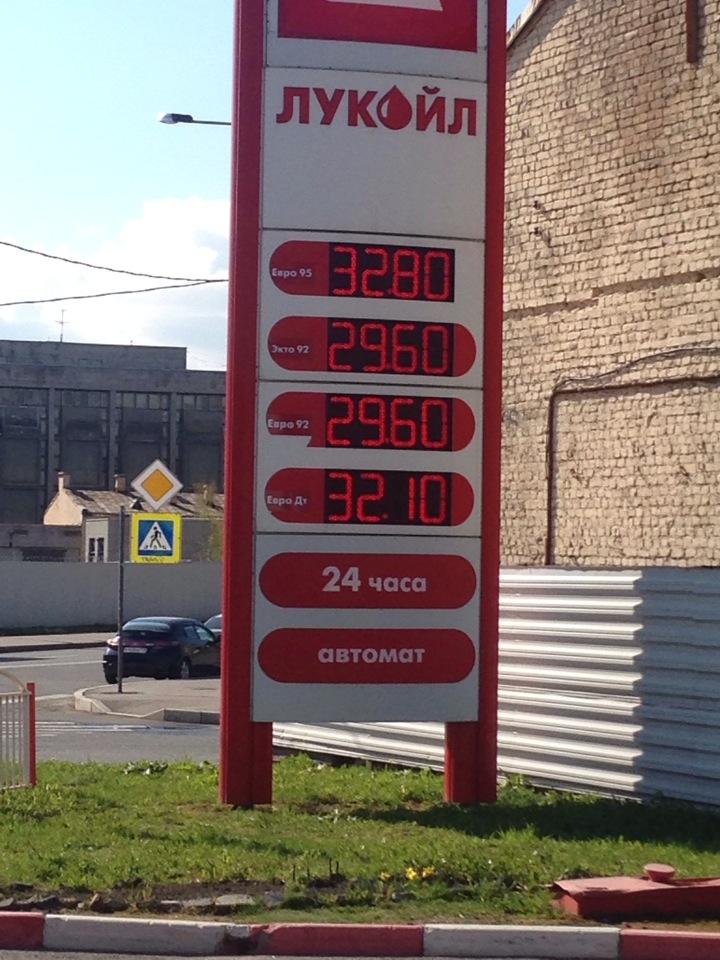 ЛУКОЙЛ
Евро 95 32.80
Экто 92 29.60
Евро 92 29.60
Евро Дт 32.10
24 часа
автомат